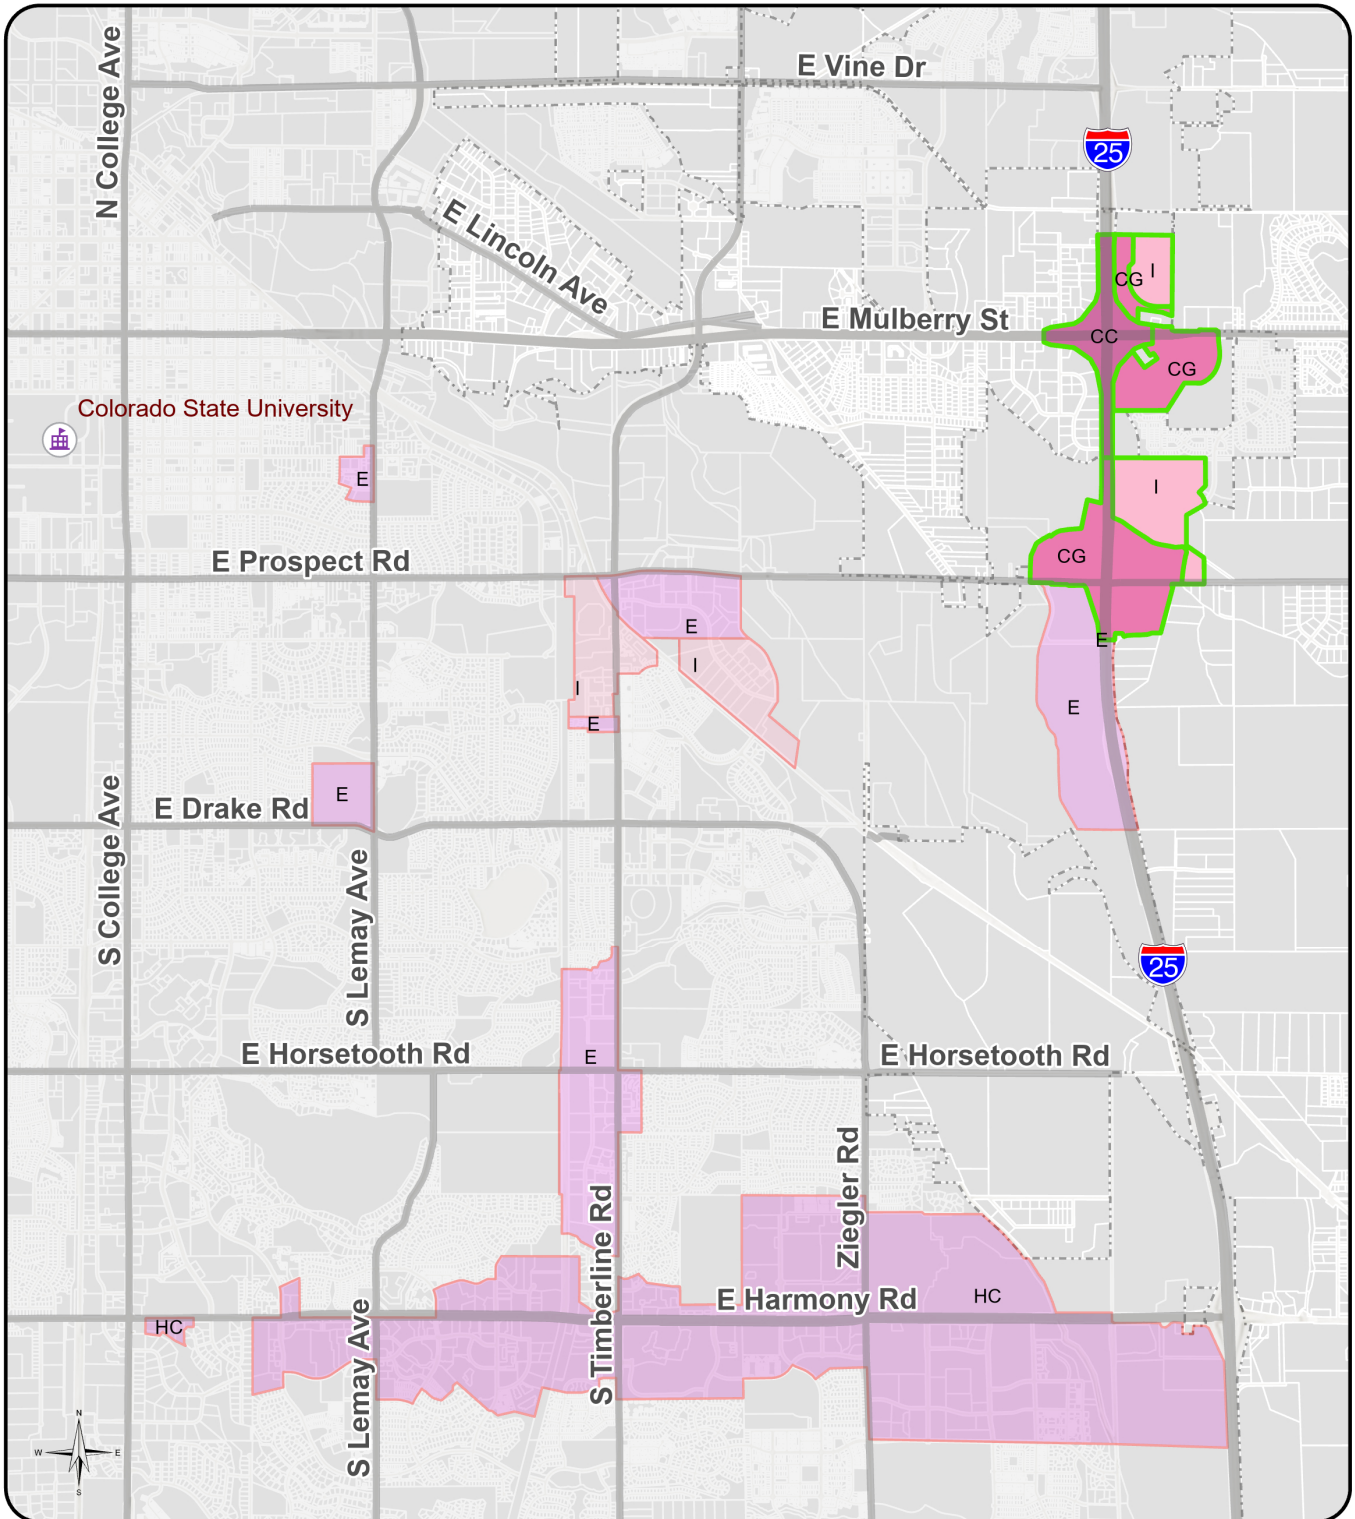 E Vine Dr
N College Ave
25
E Lincoln Ave
CG
I
E Mulberry St
CC
CG
Colorado State University
E
I
E Prospect Rd
CG
E
I
E
I
E
E
E
E Drake Rd
S College Ave
S Lemay Ave
25
E Horsetooth Rd
E
E Horsetooth Rd
Ziegler Rd
S Timberline Rd
E Harmony Rd
HC
HC
S Lemay Ave
N
W
E
S